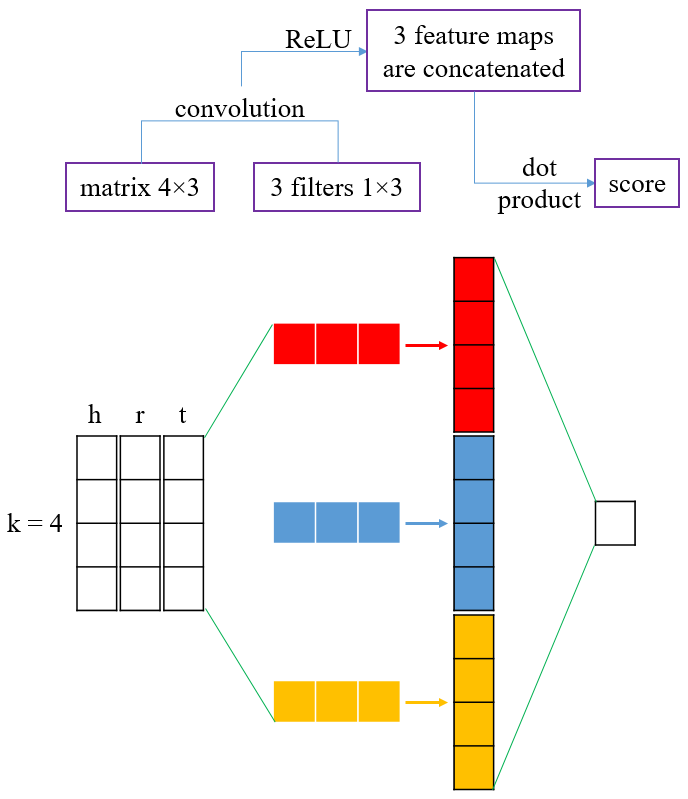 ReLU
3 feature maps
are concatenated
convolution
matrix 4×3
3 filters 1×3
dot
product
score
h r t
k = 4